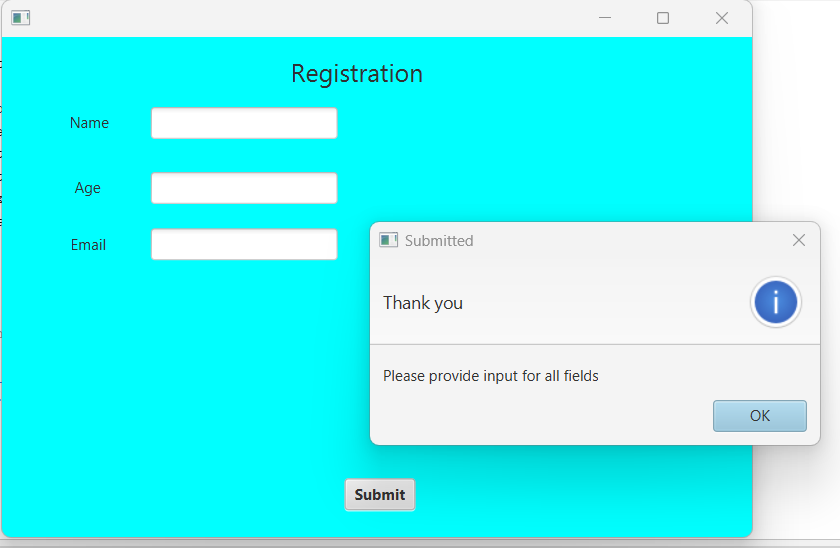 Registration
Name
Age
Email
Submit
Submitted
Thank you
i
Please provide input for all fields
OK